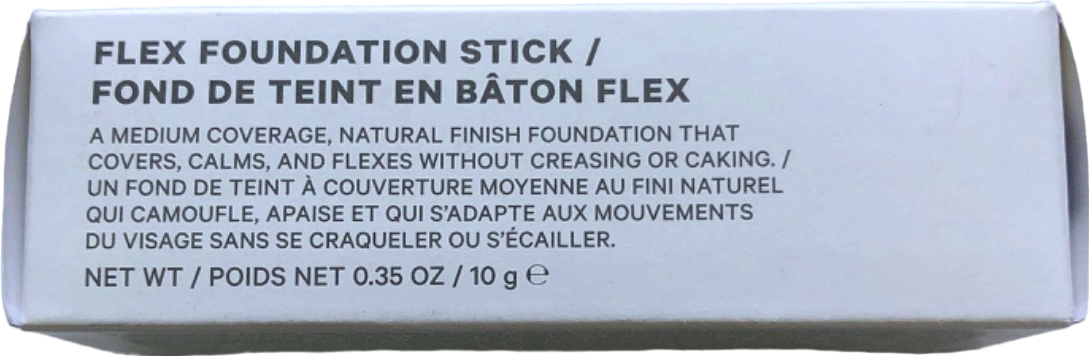 FLEX FOUNDATION STICK /
FOND DE TEINT EN BÂTON FLEX
A MEDIUM COVERAGE, NATURAL FINISH FOUNDATION THAT
COVERS, CALMS, AND FLEXES WITHOUT CREASING OR CAKING. /
UN FOND DE TEINT À COUVERTURE MOYENNE AU FINI NATUREL
QUI CAMOUFLE, APAISE ET QUI S'ADAPTE AUX MOUVEMENTS
DU VISAGE SANS SE CRAQUELER OU S'ÉCAILLER.
NET WT / POIDS NET 0.35 OZ / 10 g ℮